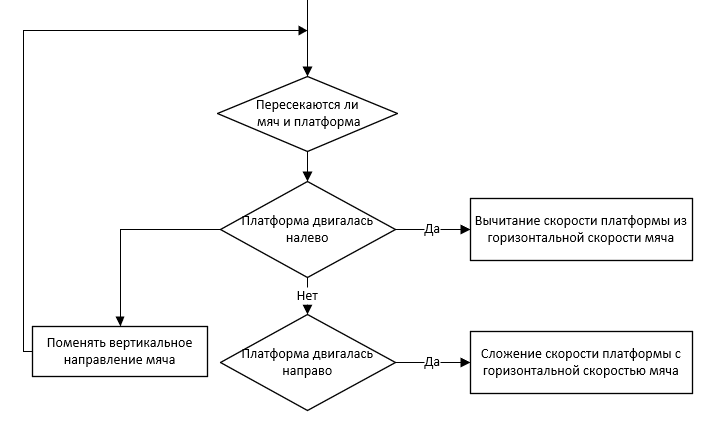 Пересекаются ли
мяч и платформа
Платформа двигалась
налево
Да
Вычитание скорости платформы из
горизонтальной скорости мяча
Нет
Поменять вертикальное
направление мяча
Платформа двигалась
направо
Да
Сложение скорости платформы с
горизонтальной скоростью мяча